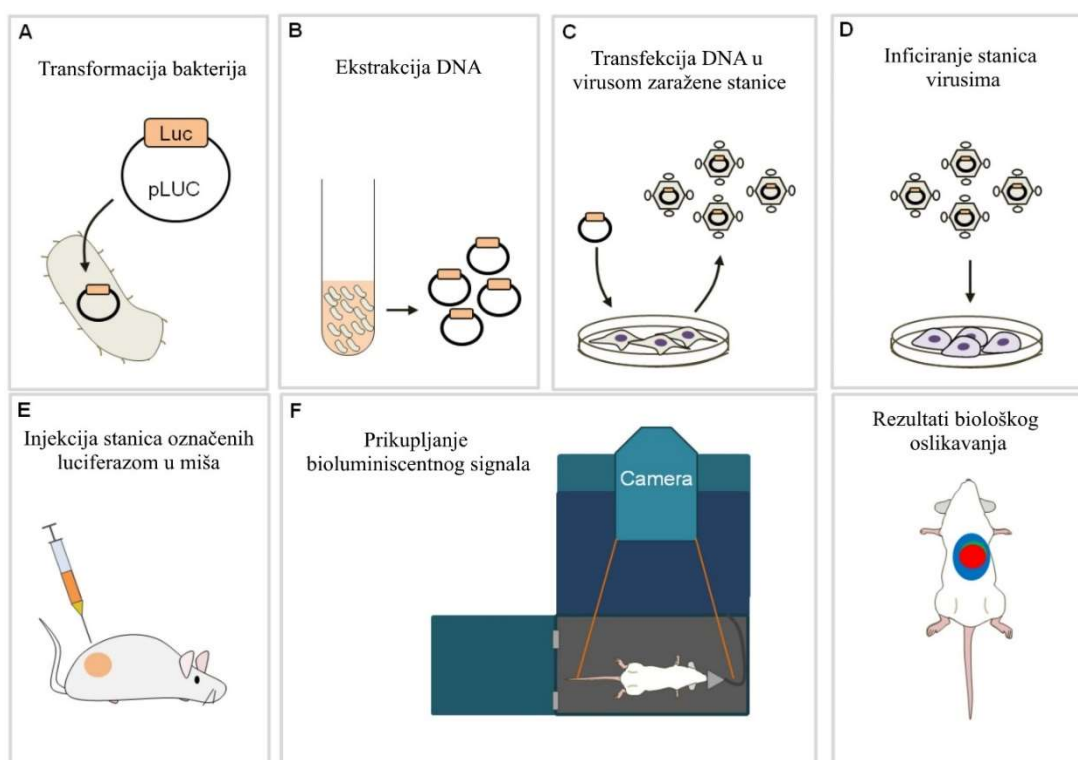 A
Transformacija bakterija
Luc
pLUC
B
Ekstrakcija DNA
C
Transfekcija DNA u
virusom zaražene stanice
D
Inficiranje stanica
virusima
E
Injekcija stanica označenih
luciferazom u miša
F
Prikupljanje
bioluminiscentnog signala
Camera
Rezultati biološkog
oslikavanja